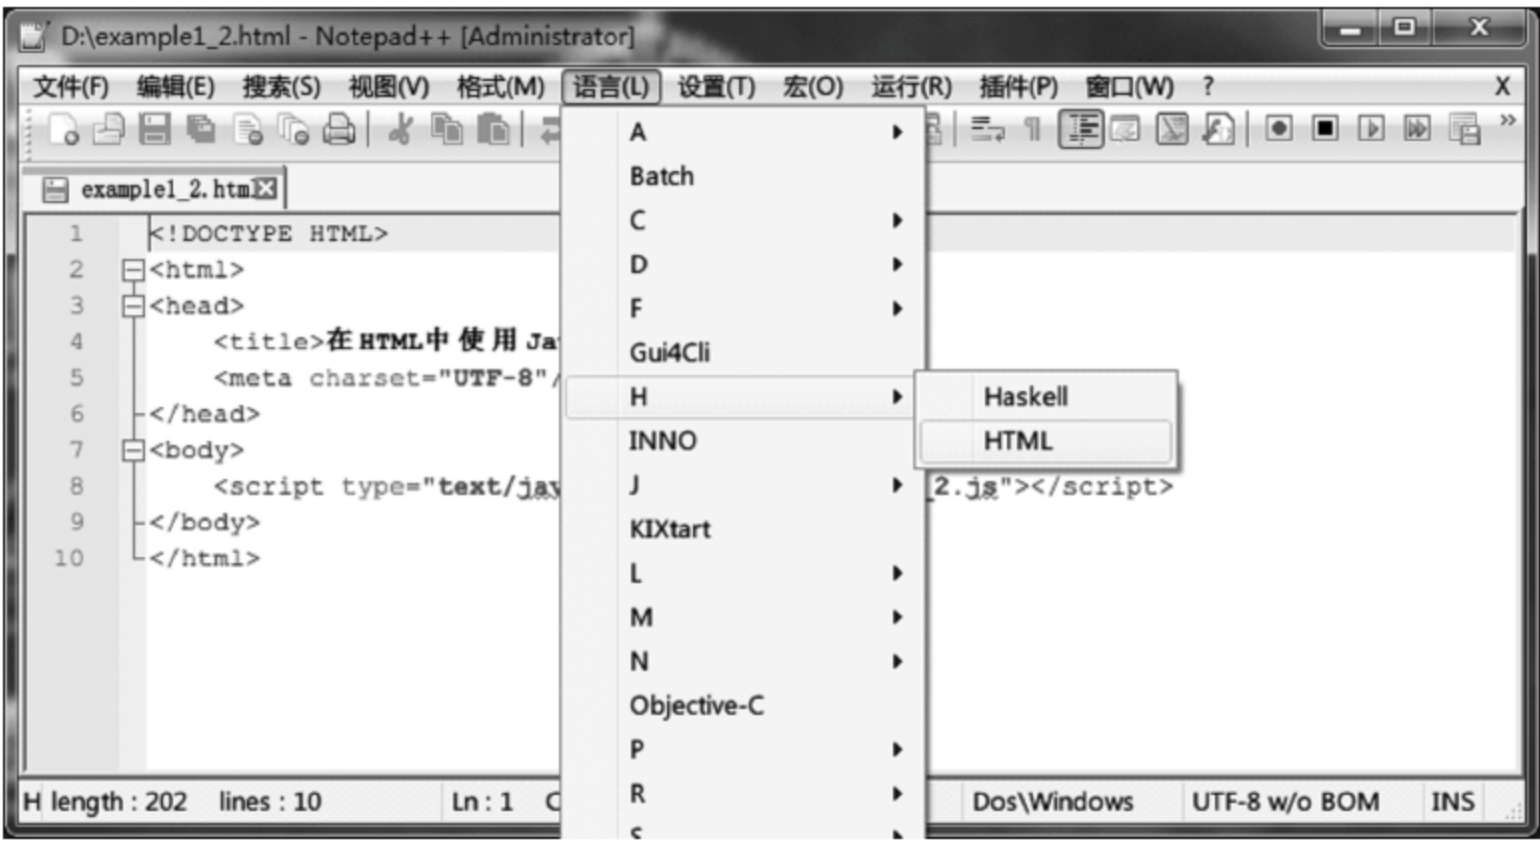 D:\example1_2.html - Notepad++ [Administrator]
文件(F) 编辑(E) 搜索(S) 视图(V) 格式(M) 语言(L) 设置(T) 宏(O) 运行(R) 插件(P) 窗口(W) ? X
example1_2.html
1 <!DOCTYPE HTML>
2 <html>
3 <head>
4 <title>在HTML中使用Ja
5 <meta charset="UTF-8"/
6 </head>
7 <body>
8 <script type="text/jav _2.js"></script>
9 </body>
10 </html>
A
Batch
C
D
F
Gui4Cli
H
INNO
J
KIXtart
L
M
N
Objective-C
P
R
S
Haskell
HTML
H length : 202 lines : 10 Ln : 1 C Dos\Windows UTF-8 w/o BOM INS